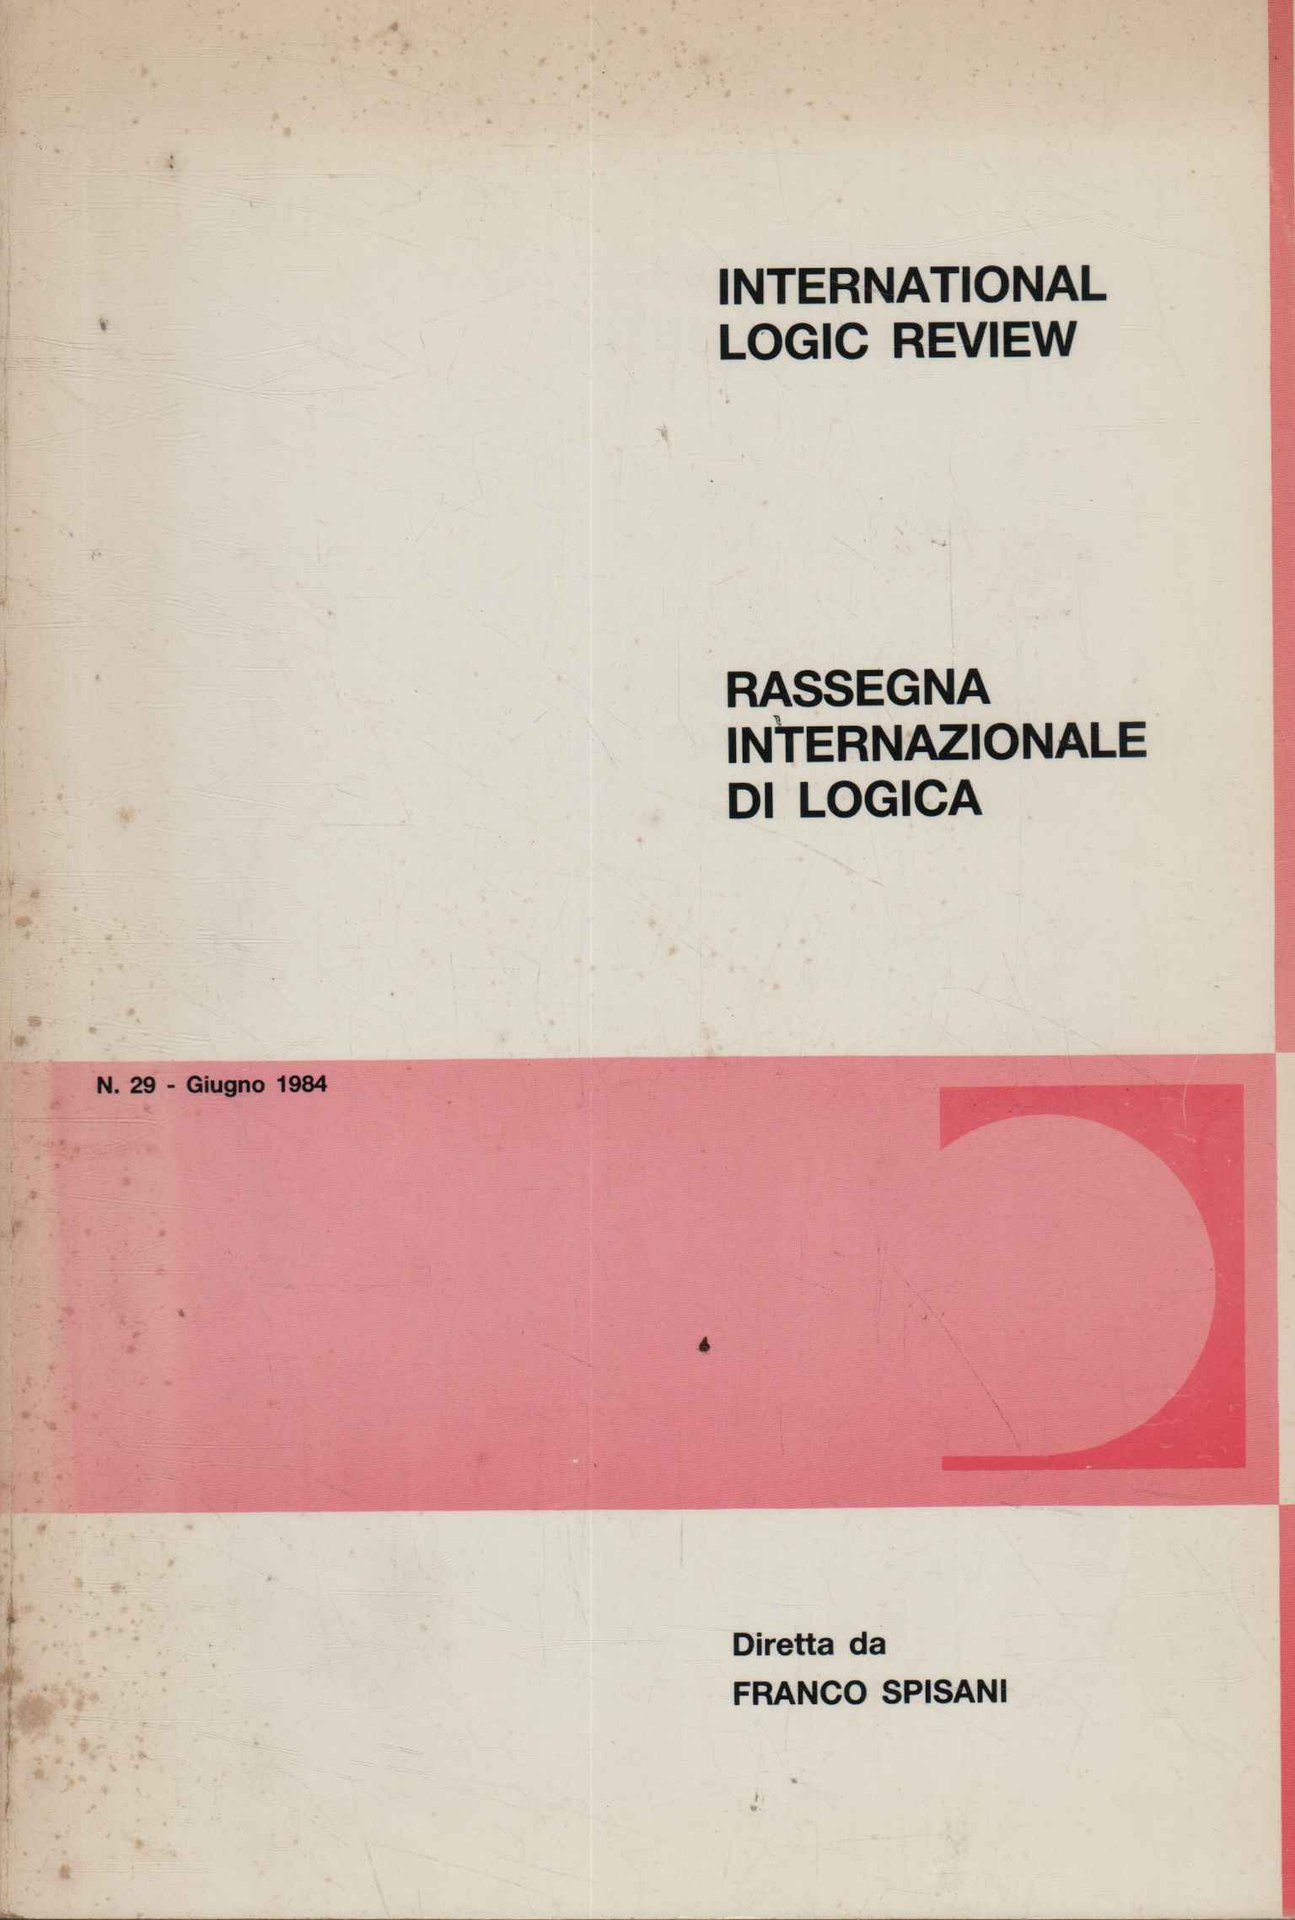 INTERNATIONAL
LOGIC REVIEW
RASSEGNA
INTERNAZIONALE
DI LOGICA
N. 29 - Giugno 1984
Diretta da
FRANCO SPISANI